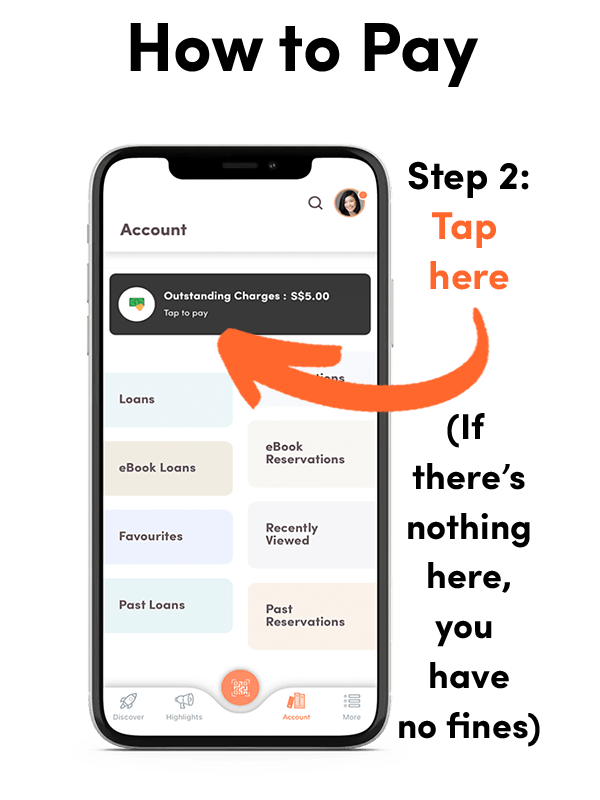 How to Pay
Step 2:
Tap
here
(If
there's
nothing
here,
you
have
no fines)
Account
Outstanding Charges : S$5.00
Tap to pay
Loans
eBook Loans
eBook
Reservations
Favourites
Recently
Viewed
Past Loans
Past
Reservations
Discover
Highlights
Account
More